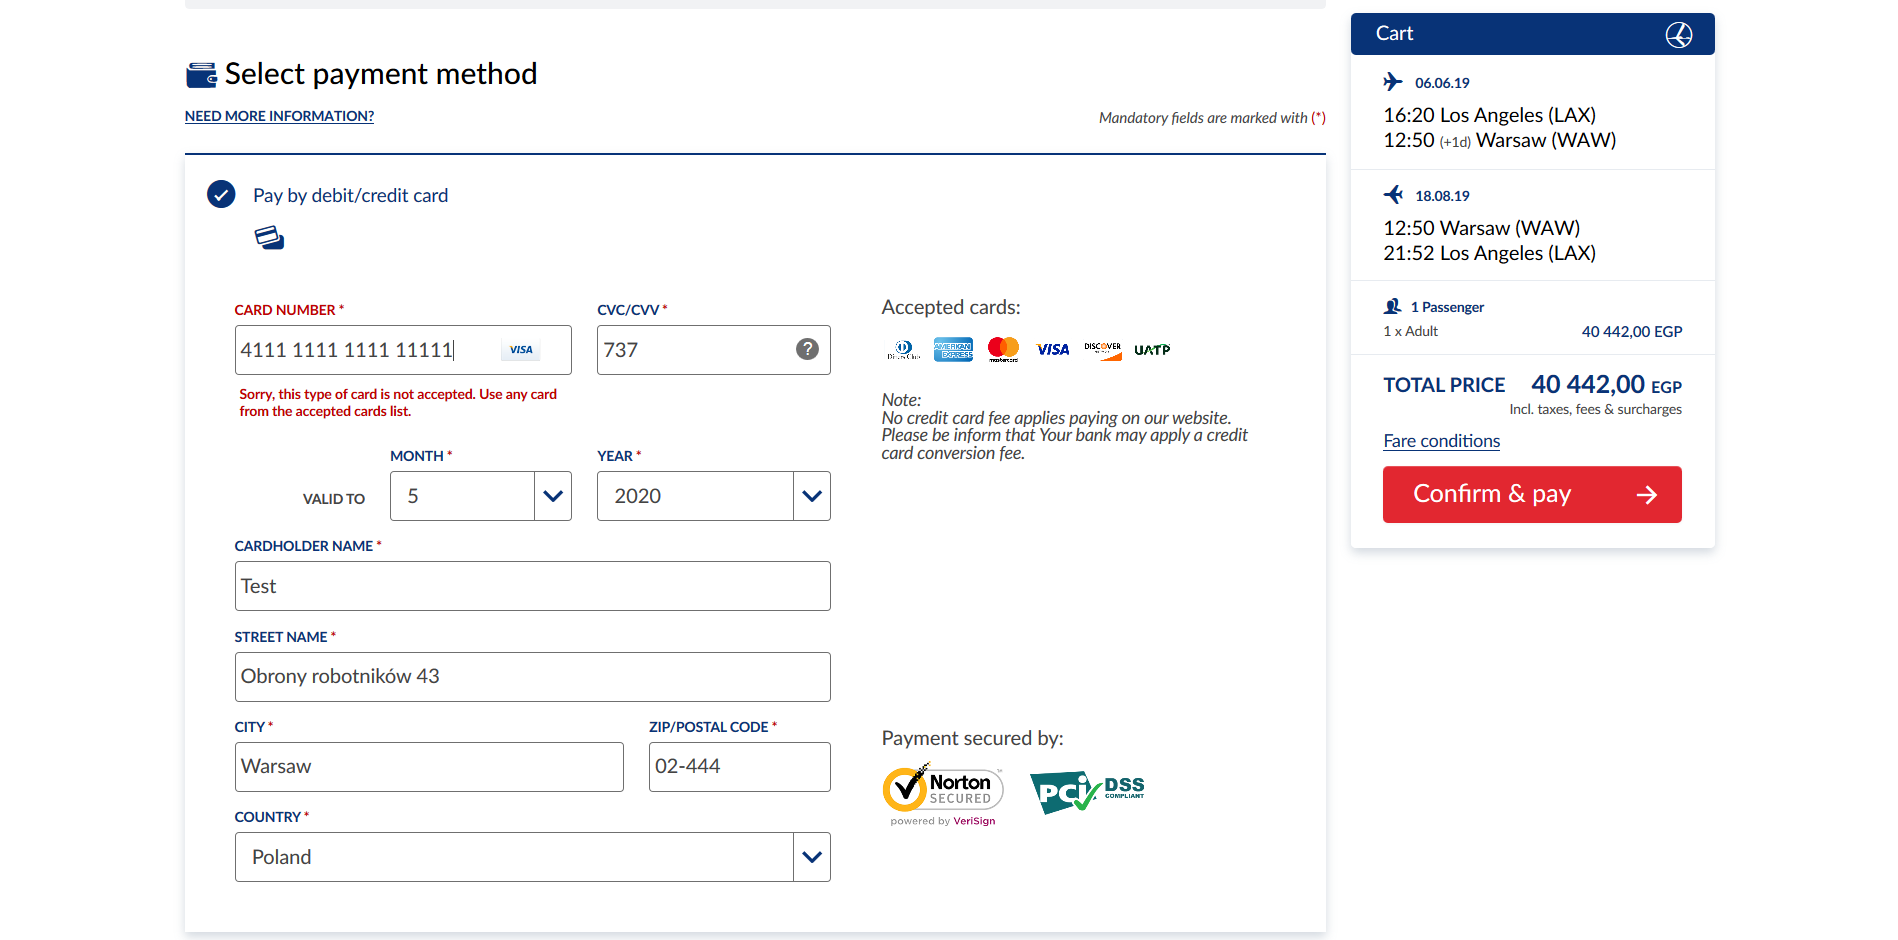 Select payment method
NEED MORE INFORMATION?
Mandatory fields are marked with (*)
Pay by debit/credit card
CARD NUMBER *
4111 1111 1111 11111
VISA
Sorry, this type of card is not accepted. Use any card
from the accepted cards list.
CVC/CVV *
737
?
VALID TO
MONTH *
5
YEAR *
2020
CARDHOLDER NAME *
Test
STREET NAME *
Obrony robotników 43
CITY *
Warsaw
ZIP/POSTAL CODE *
02-444
COUNTRY *
Poland
Accepted cards:
Diners Club
AMERICAN EXPRESS
mastercard
VISA
DISCOVER
UATP
Note:
No credit card fee applies paying on our website.
Please be inform that Your bank may apply a credit
card conversion fee.
Payment secured by:
Norton
SECURED
powered by VeriSign
PCi DSS
COMPLIANT
Cart
06.06.19
16:20 Los Angeles (LAX)
12:50 (+1d) Warsaw (WAW)
18.08.19
12:50 Warsaw (WAW)
21:52 Los Angeles (LAX)
1 Passenger
1 x Adult 40 442,00 EGP
TOTAL PRICE 40 442,00 EGP
Incl. taxes, fees & surcharges
Fare conditions
Confirm & pay